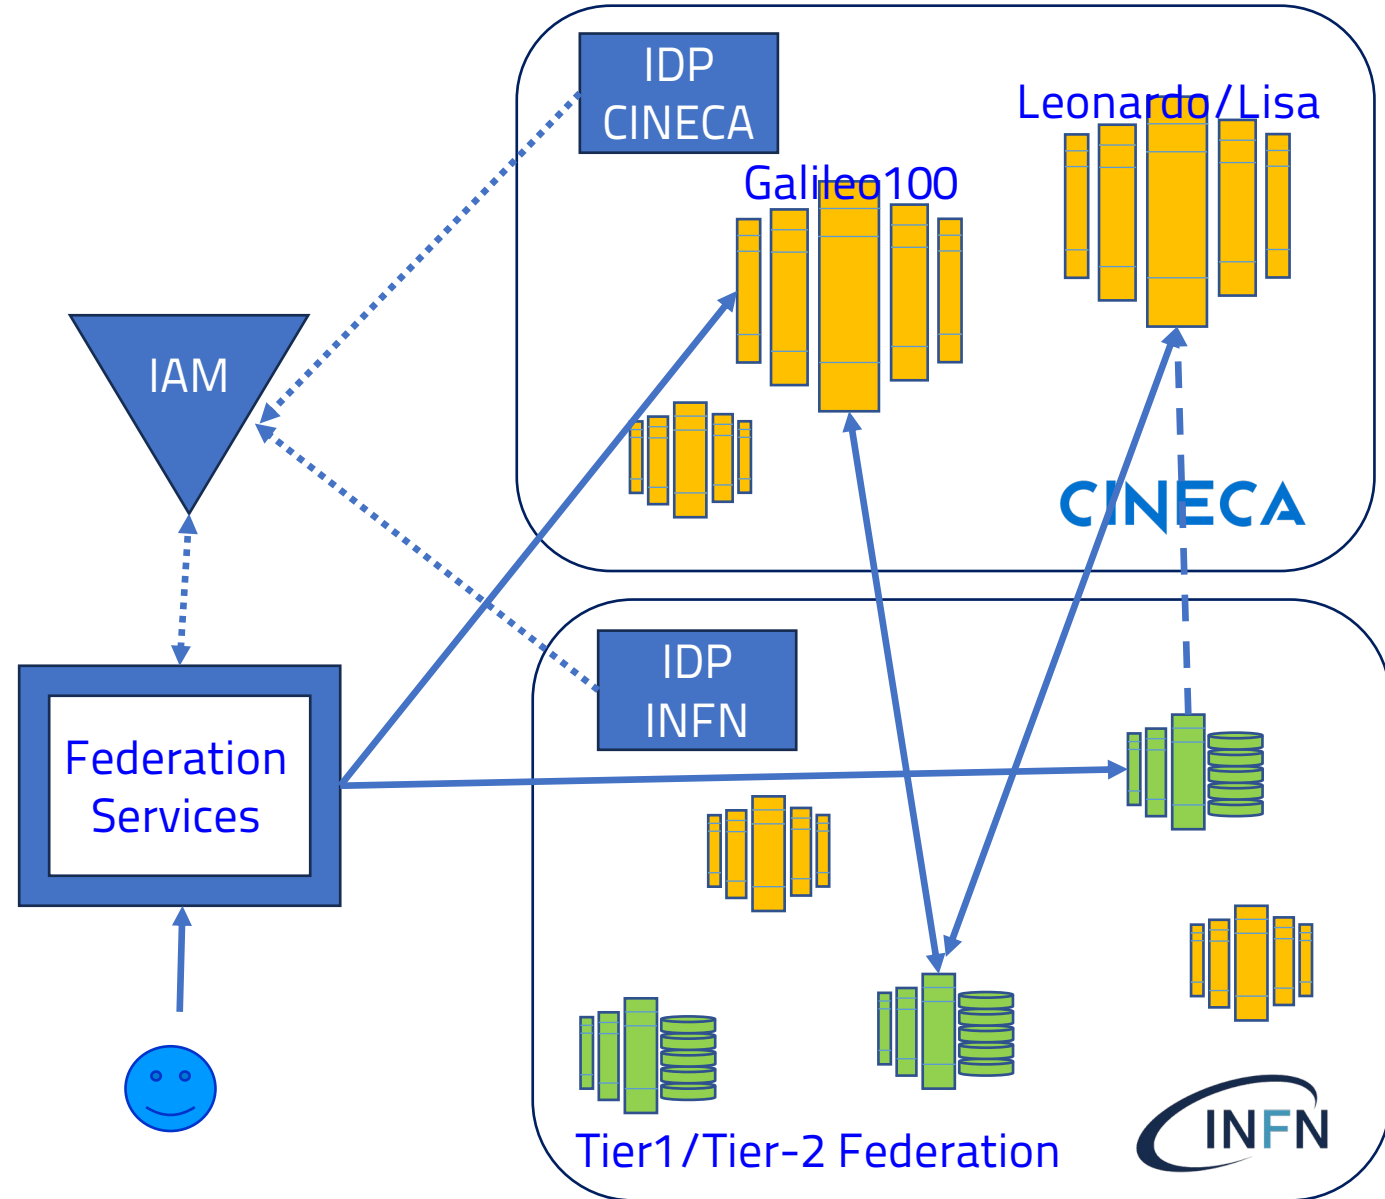 IDP
CINECA
Leonardo/Lisa
Galileo100
IAM
CINECA
IDP
INFN
Federation
Services
Tier1/Tier-2 Federation
INFN